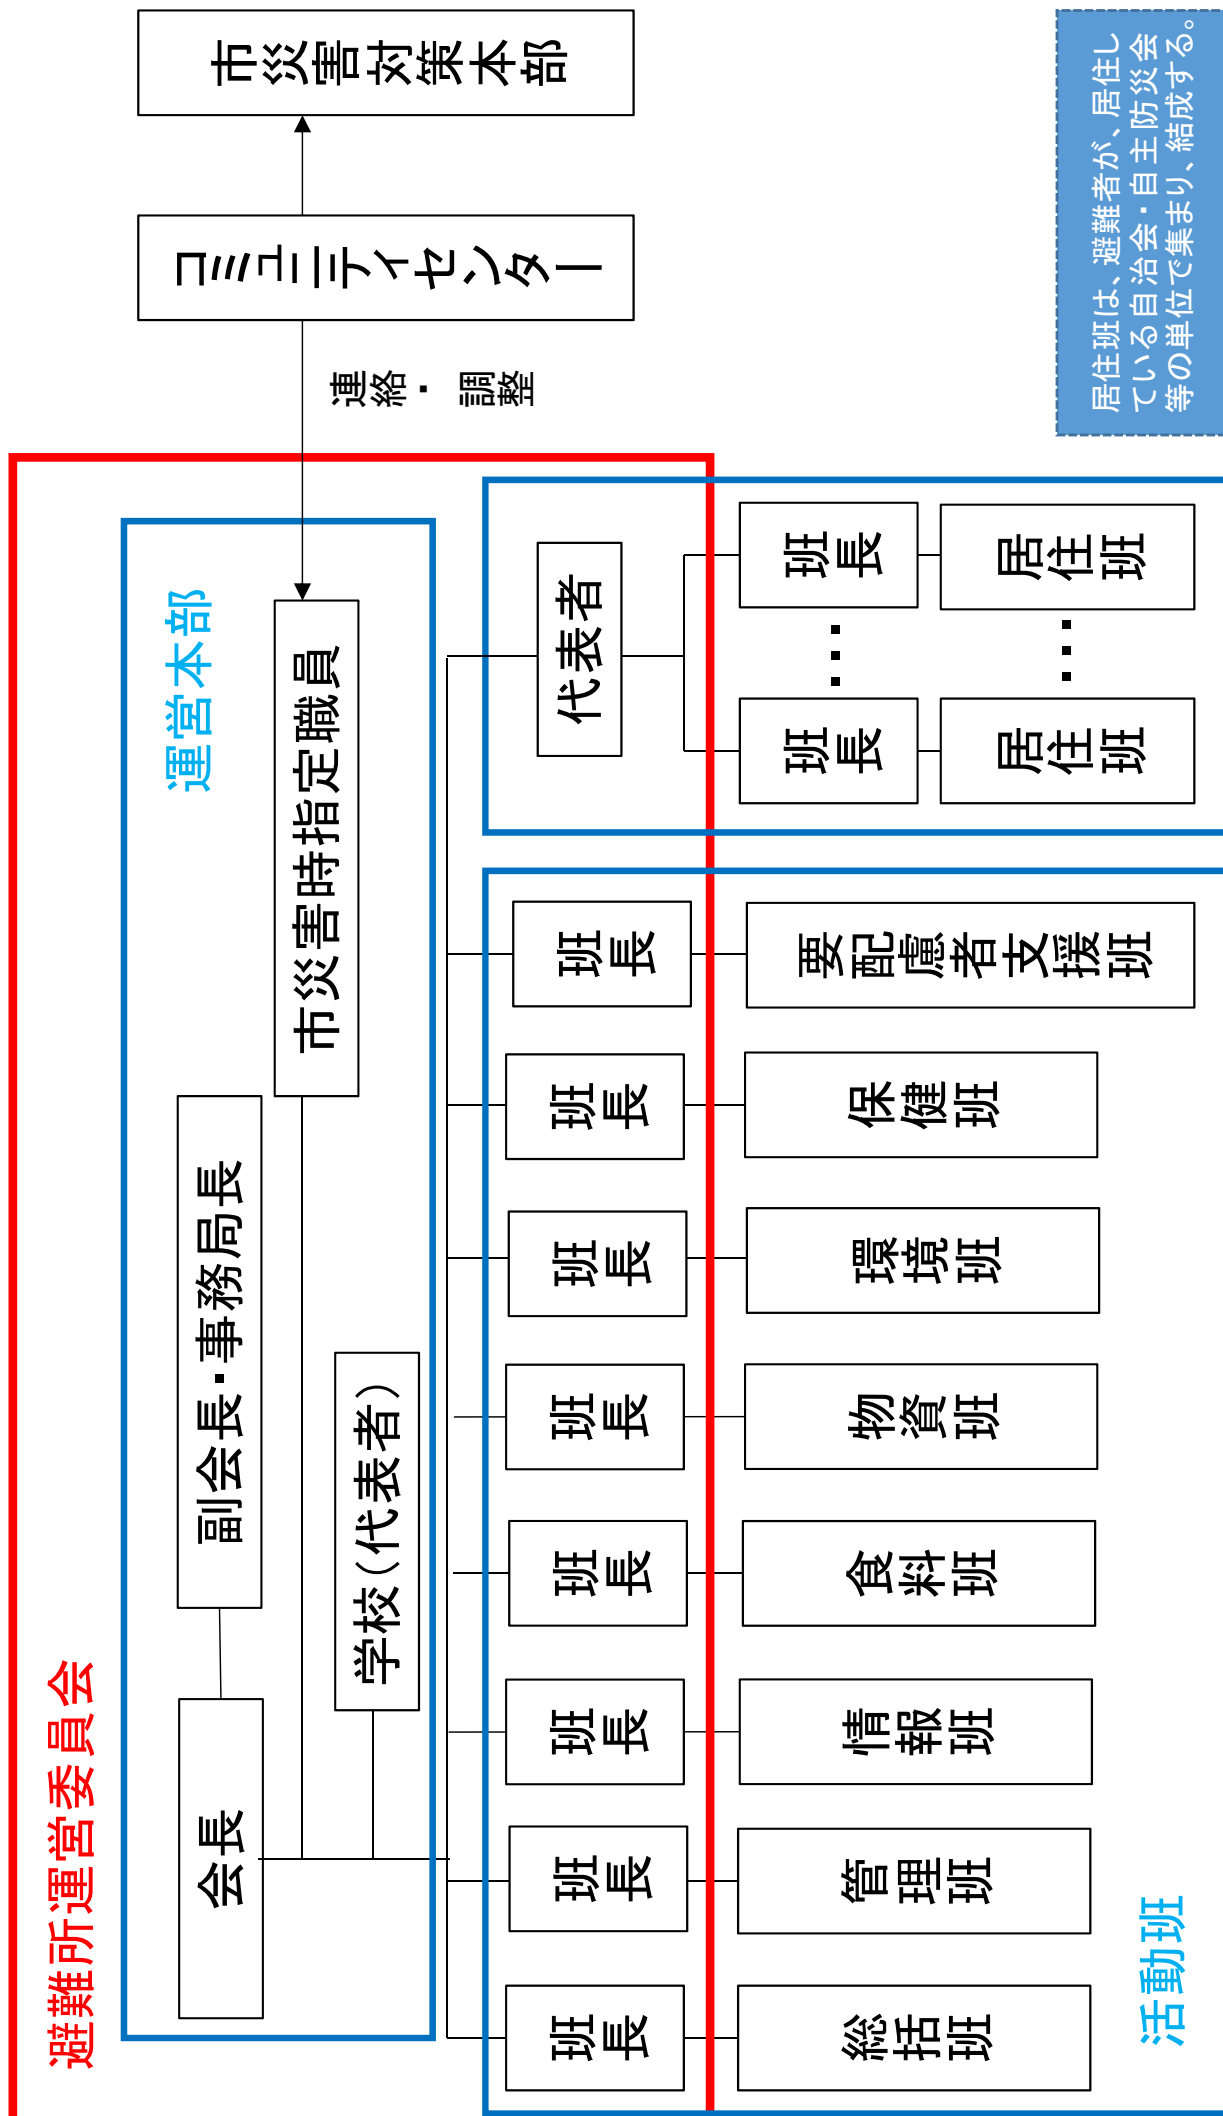 避難所運営委員会
運営本部
会長
副会長・事務局長
市災害時指定職員
学校（代表者）
連絡・ 調整
コミュニティセンター
市災害対策本部
班長
班長
班長
班長
班長
班長
班長
班長
代表者
総括班
管理班
情報班
食料班
物資班
環境班
保健班
要配慮者支援班
班長
・・・
班長
居住班
・・・
居住班
活動班
居住班は、避難者が、居住し
ている自治会・自主防災会
等の単位で集まり、結成する。